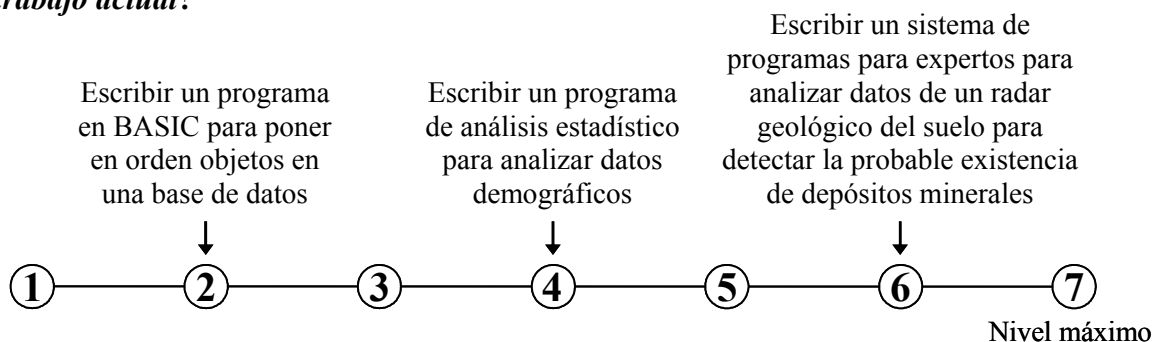 trabajo actual?
Escribir un programa
en BASIC para poner
en orden objetos en
una base de datos
Escribir un programa
de análisis estadístico
para analizar datos
demográficos
Escribir un sistema de
programas para expertos para
analizar datos de un radar
geológico del suelo para
detectar la probable existencia
de depósitos minerales
1 2 3 4 5 6 7
Nivel máximo